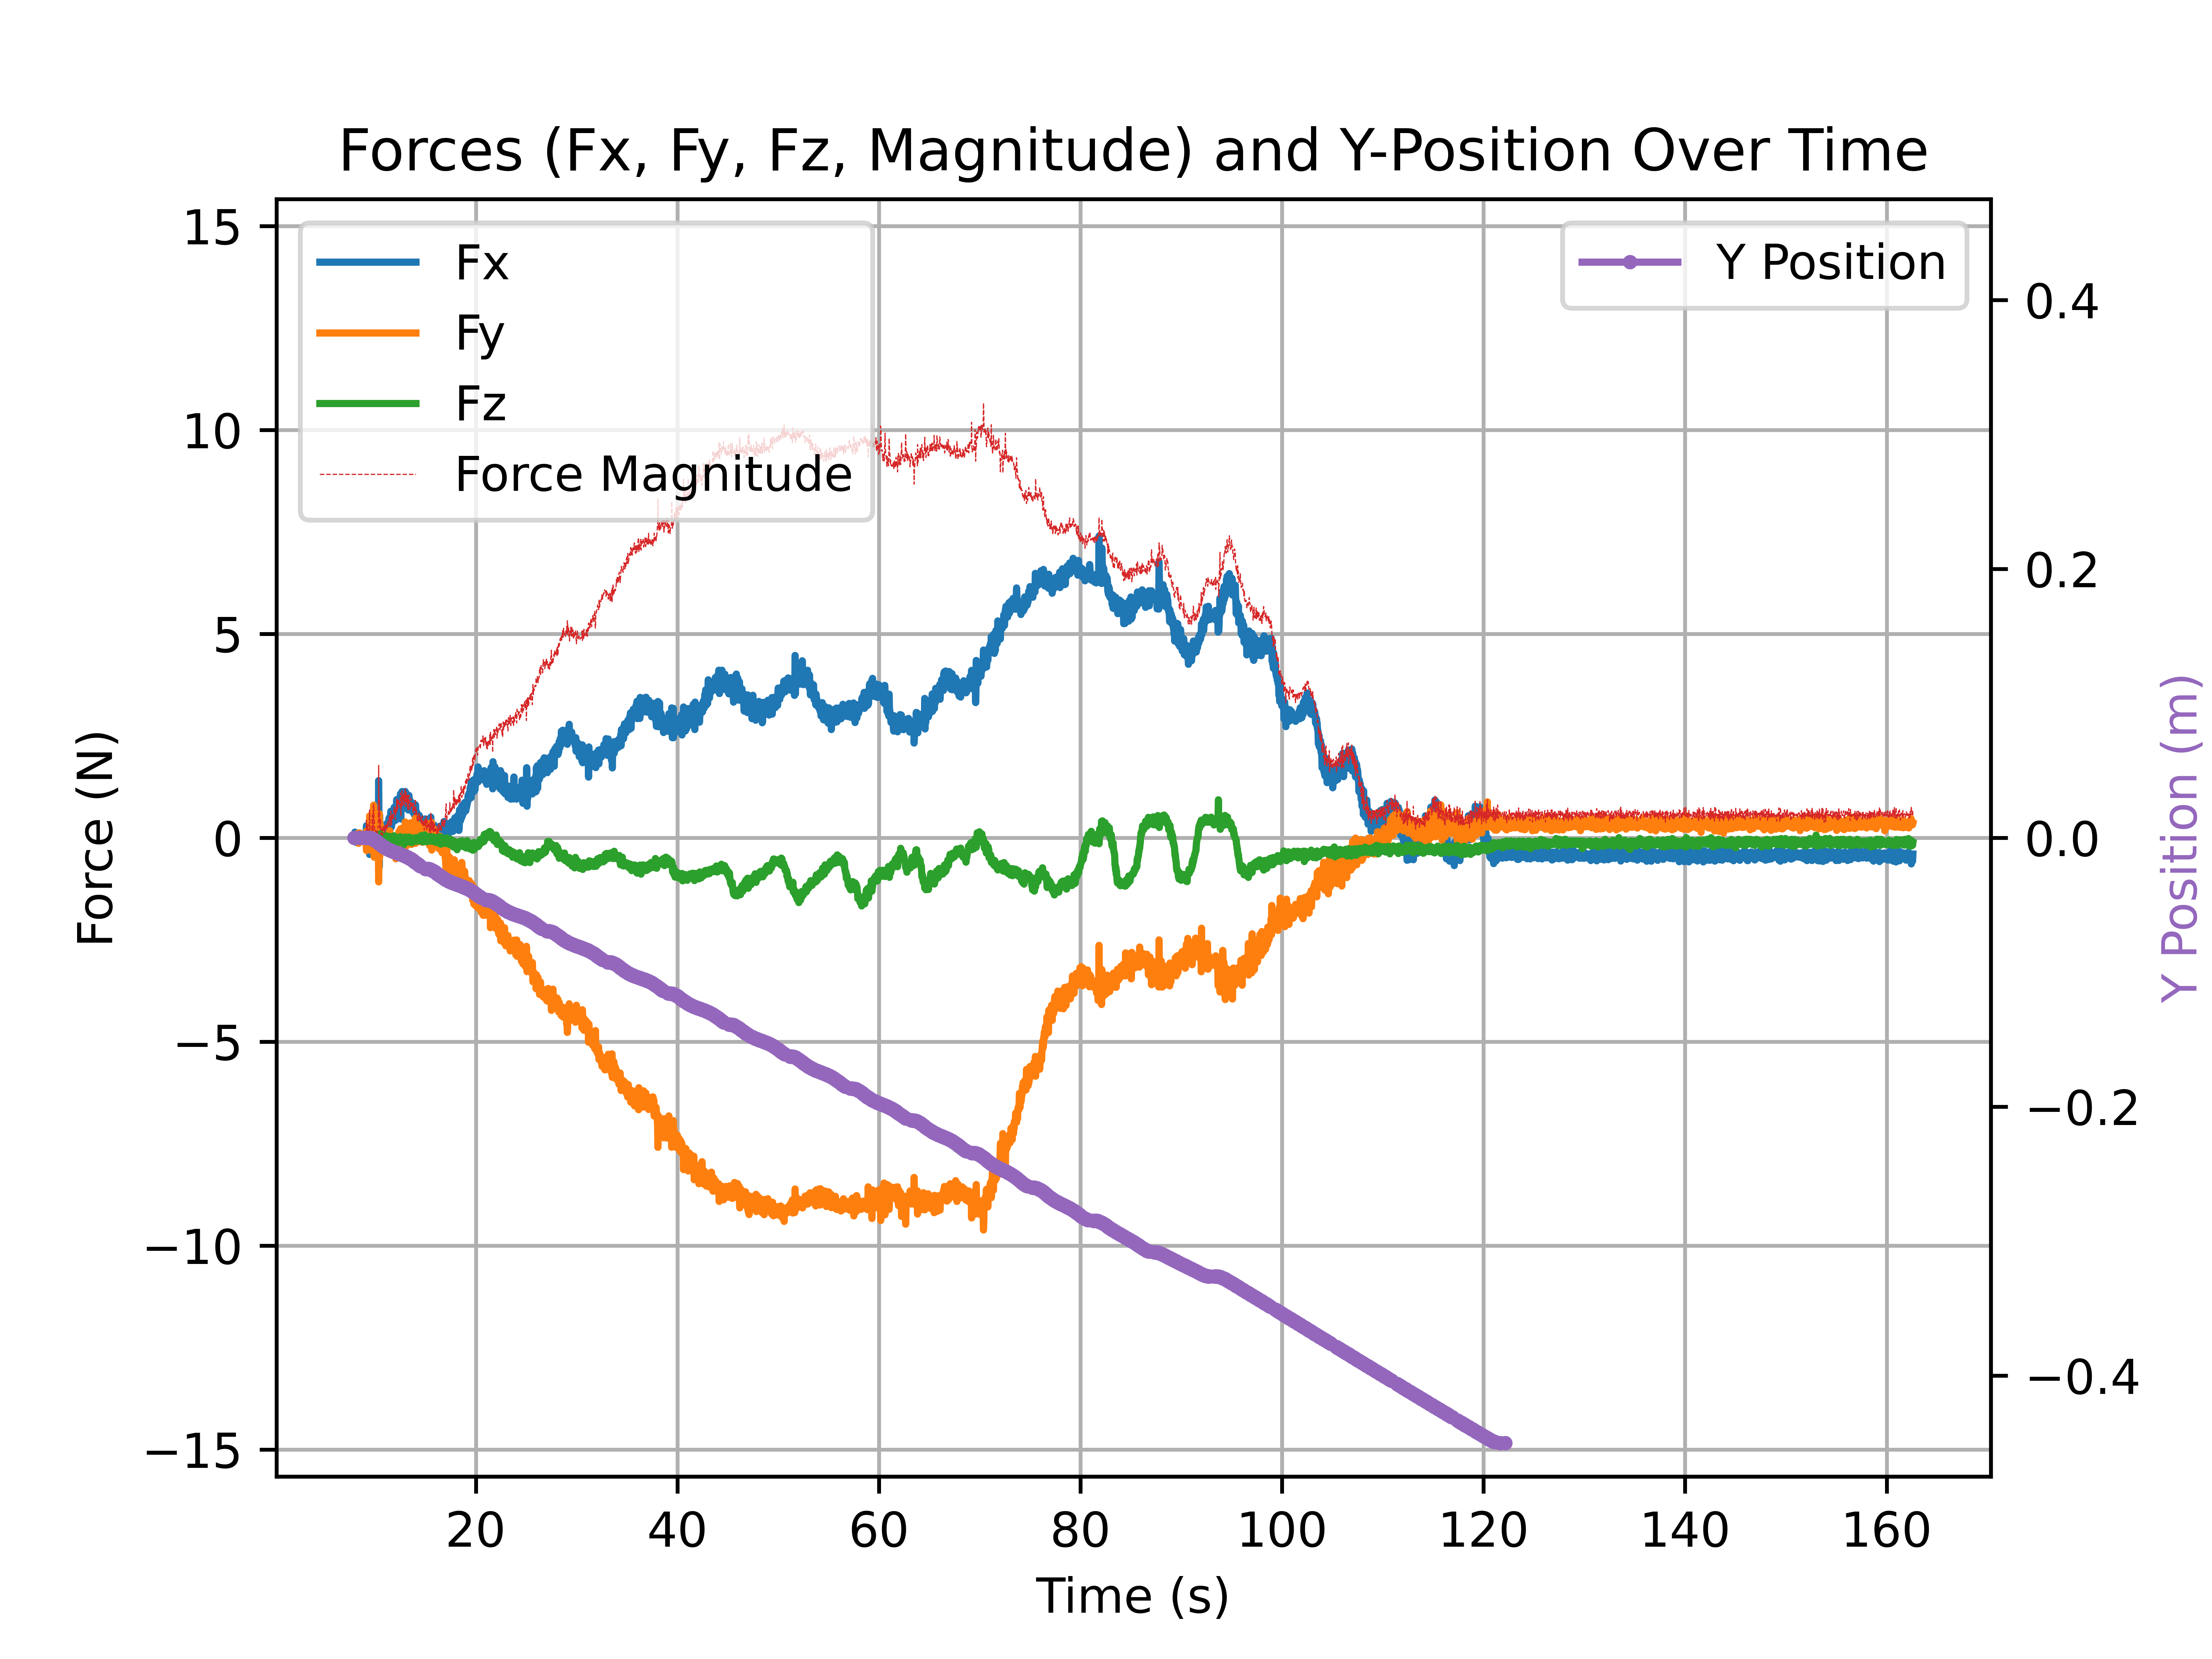 Forces (Fx, Fy, Fz, Magnitude) and Y-Position Over Time
Fx
Fy
Fz
Force Magnitude
Y Position
15
10
5
0
−5
−10
−15
Force (N)
0.4
0.2
0.0
−0.2
−0.4
Y Position (m)
20 40 60 80 100 120 140 160
Time (s)